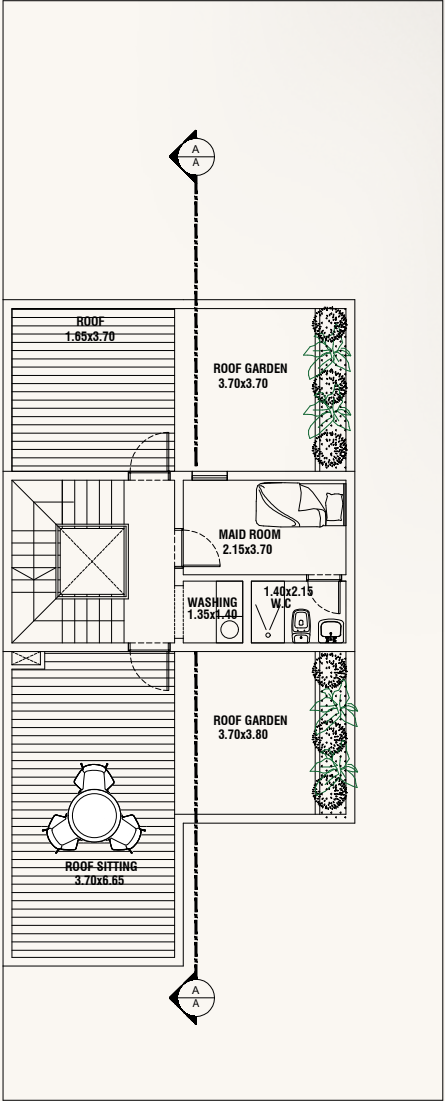 A
A
ROOF
1.65x3.70
ROOF GARDEN
3.70x3.70
MAID ROOM
2.15x3.70
1.40x2.15
W.C
WASHING
1.35x1.40
ROOF GARDEN
3.70x3.80
ROOF SITTING
3.70x6.65
A
A